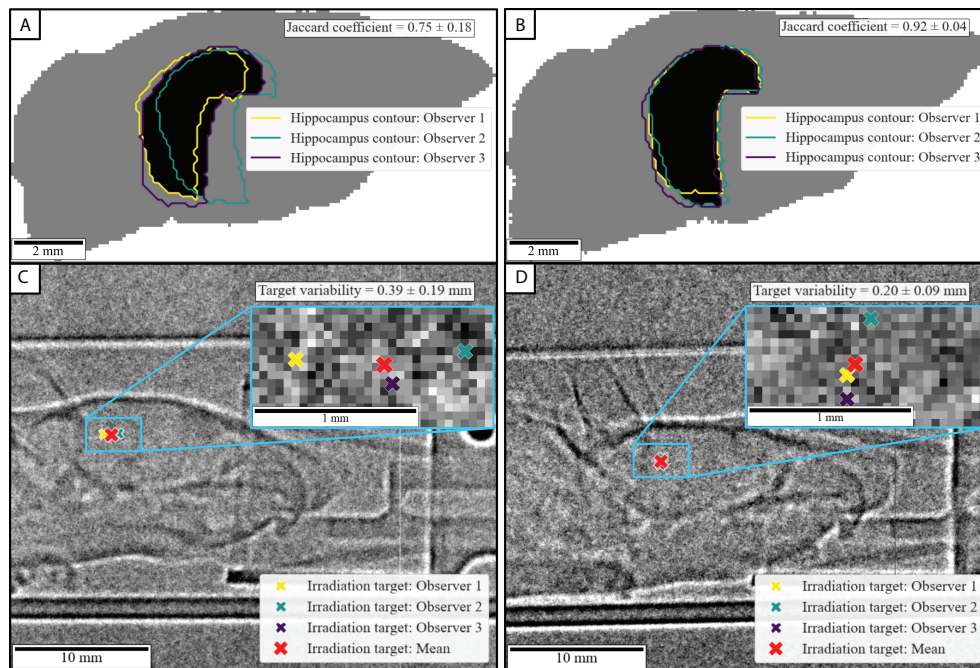 A
Jaccard coefficient = 0.75 ± 0.18
Hippocampus contour: Observer 1
Hippocampus contour: Observer 2
Hippocampus contour: Observer 3
2 mm
B
Jaccard coefficient = 0.92 ± 0.04
Hippocampus contour: Observer 1
Hippocampus contour: Observer 2
Hippocampus contour: Observer 3
2 mm
C
Target variability = 0.39 ± 0.19 mm
1 mm
Irradiation target: Observer 1
Irradiation target: Observer 2
Irradiation target: Observer 3
Irradiation target: Mean
10 mm
D
Target variability = 0.20 ± 0.09 mm
1 mm
Irradiation target: Observer 1
Irradiation target: Observer 2
Irradiation target: Observer 3
Irradiation target: Mean
10 mm